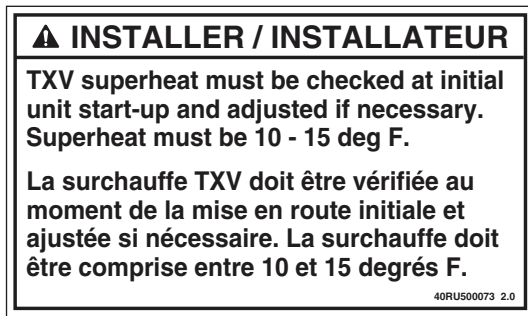 ⚠ INSTALLER / INSTALLATEUR
TXV superheat must be checked at initial
unit start-up and adjusted if necessary.
Superheat must be 10 - 15 deg F.
La surchauffe TXV doit être vérifiée au
moment de la mise en route initiale et
ajustée si nécessaire. La surchauffe doit
être comprise entre 10 et 15 degrés F.
40RU500073 2.0